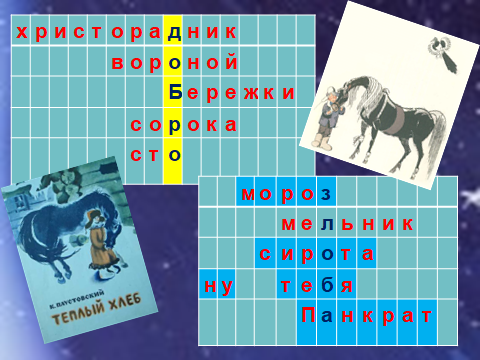 христорадник
вороной
Бережки
сорока
сто
мороз
мельник
сирота
ну тебя
Панкрат
К. ПАУСТОВСКИЙ
ТЕПЛЫЙ ХЛЕБ